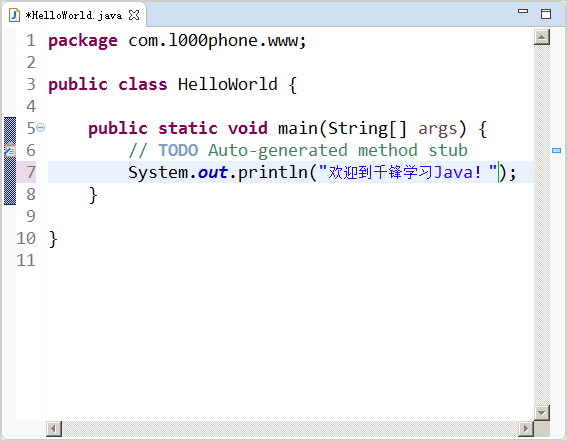 *HelloWorld.java
1 package com.l000phone.www;
2
3 public class HelloWorld {
4
5 public static void main(String[] args) {
6 // TODO Auto-generated method stub
7 System.out.println("欢迎到千锋学习Java！");
8 }
9
10 }
11